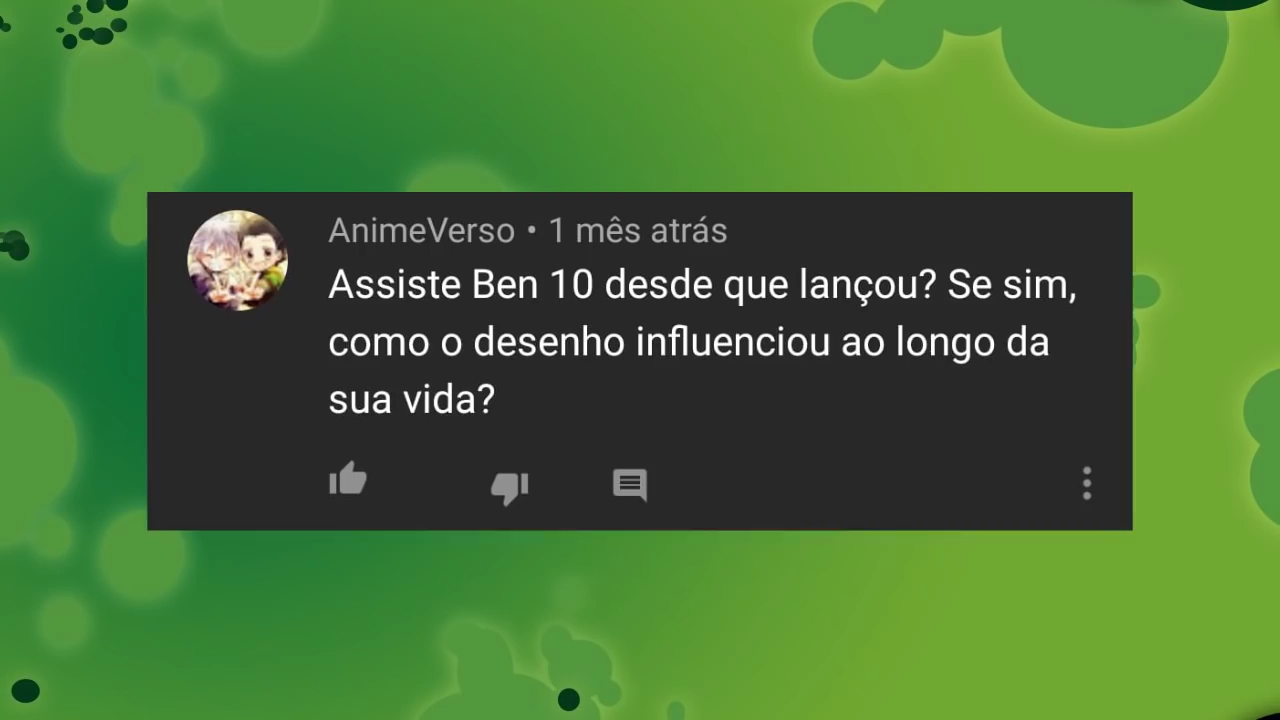 AnimeVerso • 1 mês atrás
Assiste Ben 10 desde que lançou? Se sim,
como o desenho influenciou ao longo da
sua vida?